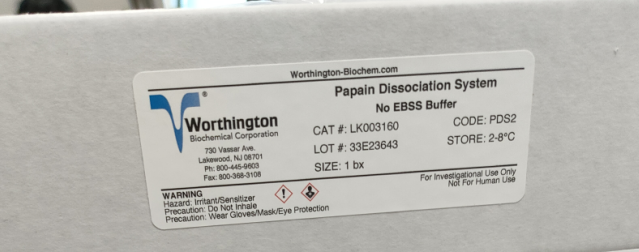 Worthington-Biochem.com
Worthington
Biochemical Corporation
730 Vassar Ave.
Lakewood, NJ 08701
Ph: 800-445-9603
Fax: 800-368-3108
Papain Dissociation System
No EBSS Buffer
CAT #: LK003160
CODE: PDS2
LOT #: 33E23643
STORE: 2-8°C
SIZE: 1 bx
WARNING
Hazard: Irritant/Sensitizer
Precaution: Do Not Inhale
Precaution: Wear Gloves/Mask/Eye Protection
For Investigational Use Only
Not For Human Use